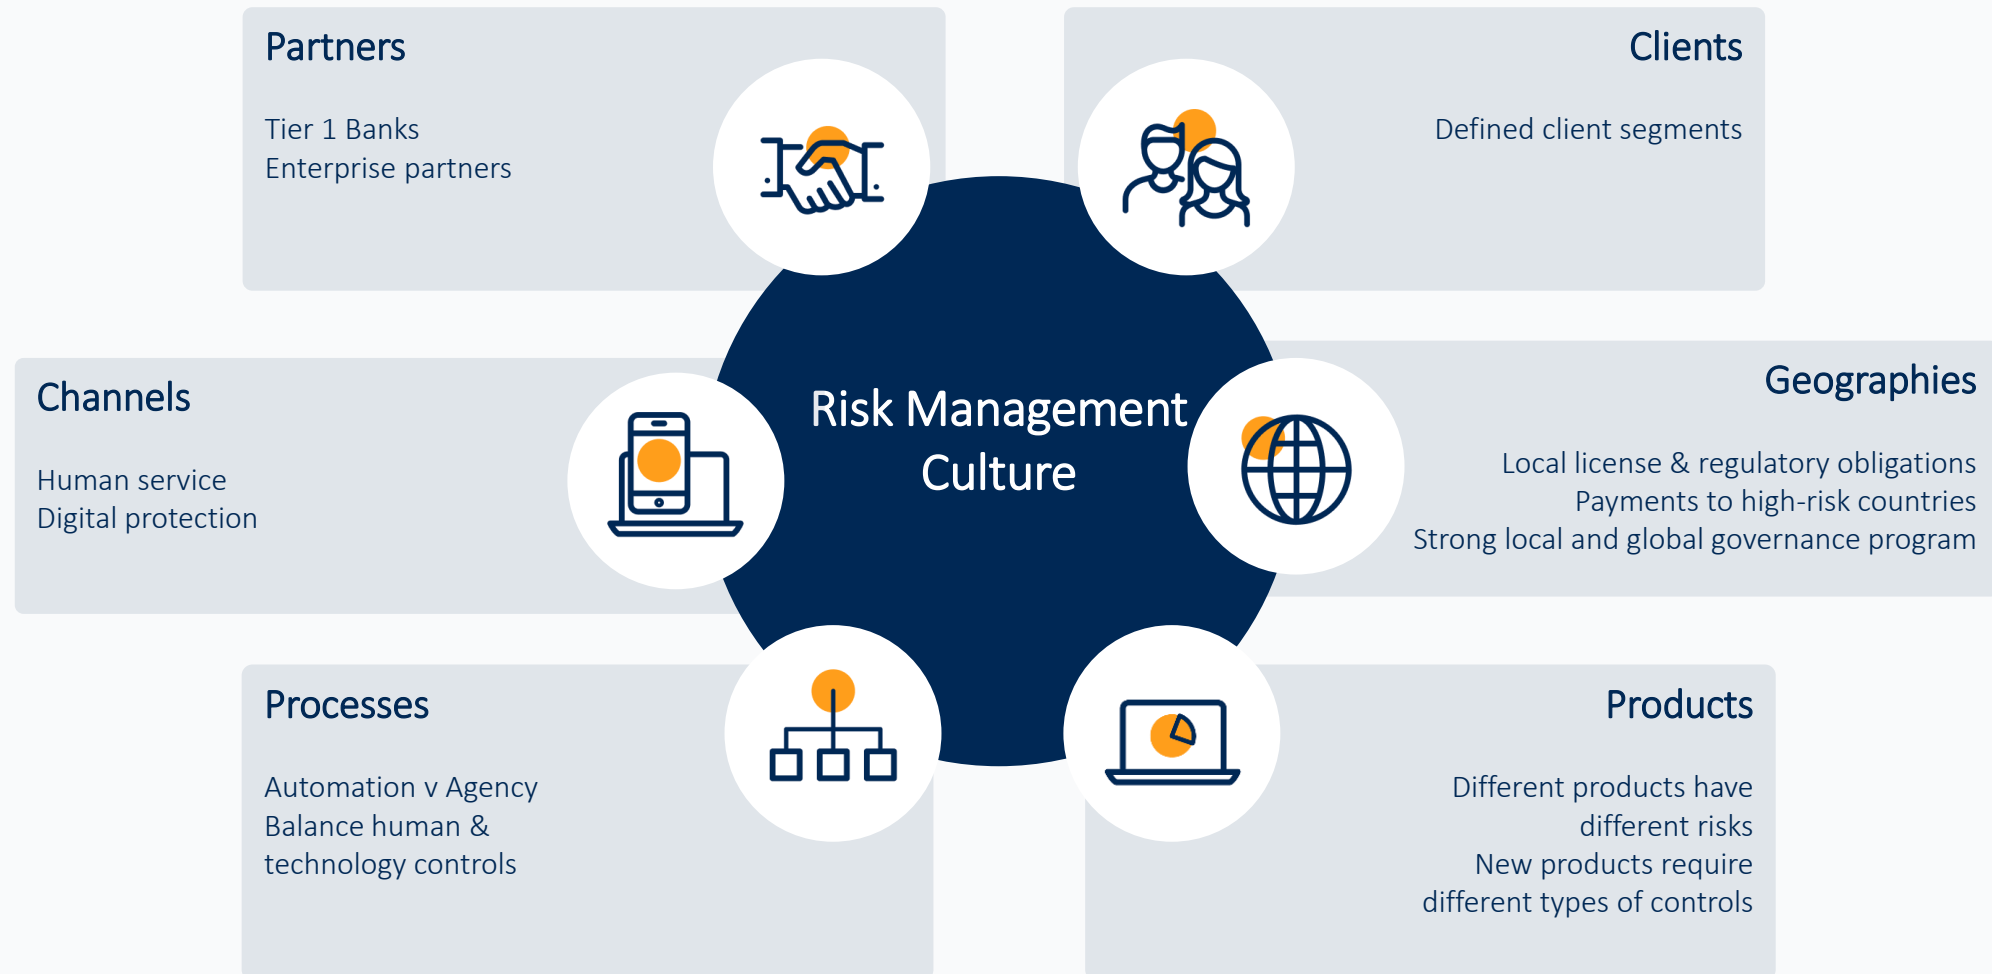 Partners
Tier 1 Banks
Enterprise partners
Clients
Defined client segments
Channels
Human service
Digital protection
Risk Management
Culture
Geographies
Local license & regulatory obligations
Payments to high-risk countries
Strong local and global governance program
Processes
Automation v Agency
Balance human &
technology controls
Products
Different products have
different risks
New products require
different types of controls